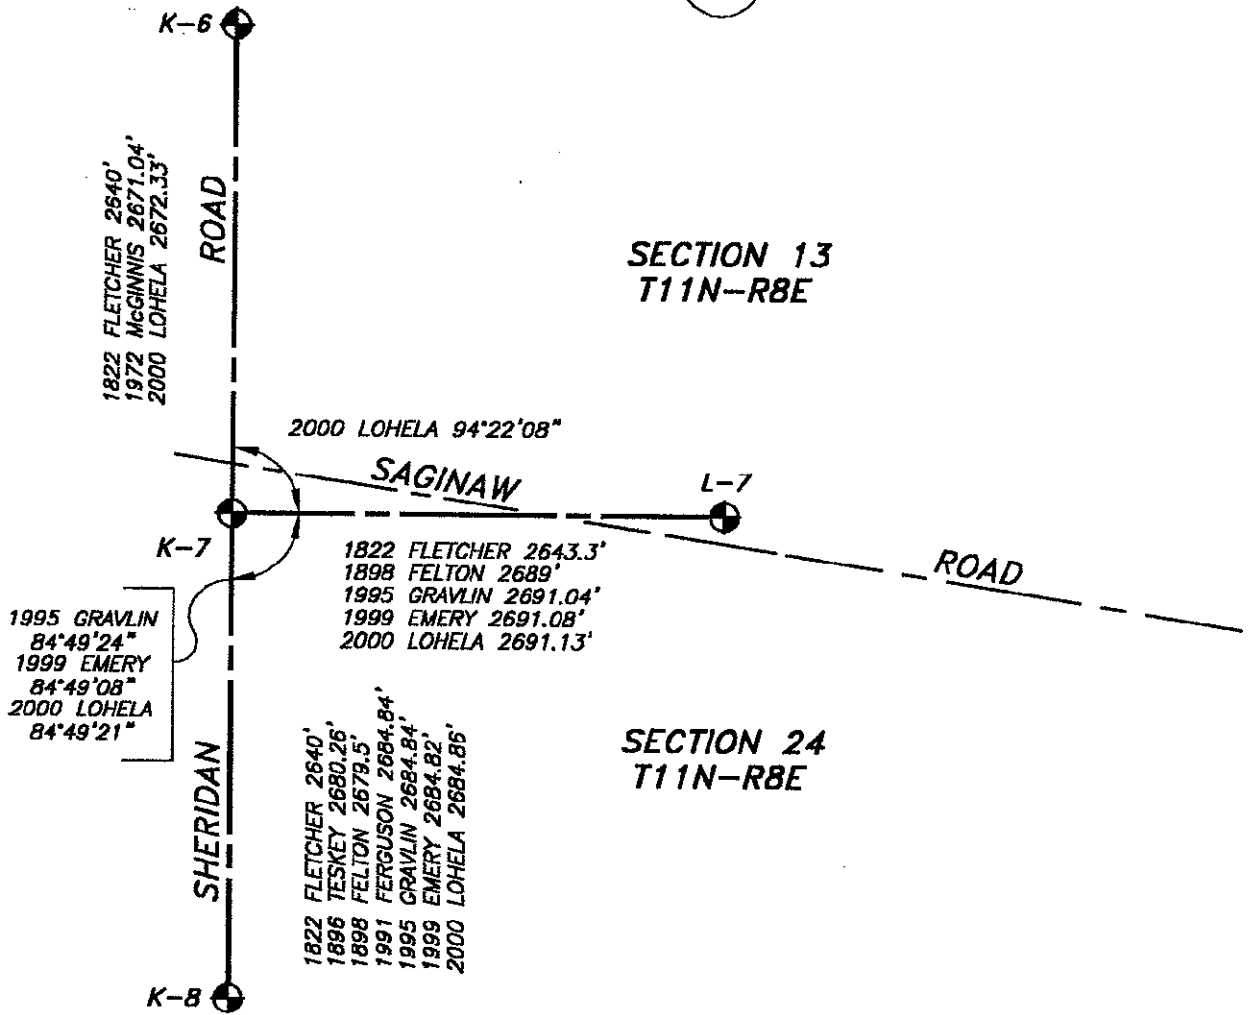 K-6
1822 FLETCHER 2640'
1972 McGINNIS 2671.04'
2000 LOHELA 2672.33'
ROAD
SECTION 13
T11N-R8E
2000 LOHELA 94°22'08"
SAGINAW
L-7
K-7
1822 FLETCHER 2643.3'
1898 FELTON 2689'
1995 GRAVLIN 2691.04'
1999 EMERY 2691.08'
2000 LOHELA 2691.13'
ROAD
1995 GRAVLIN
84°49'24"
1999 EMERY
84°49'08"
2000 LOHELA
84°49'21"
SHERIDAN
1822 FLETCHER 2640'
1896 TESKEY 2680.26'
1898 FELTON 2679.5'
1991 FERGUSON 2684.84'
1995 GRAVLIN 2684.84'
1999 EMERY 2684.82'
2000 LOHELA 2684.86'
SECTION 24
T11N-R8E
K-8